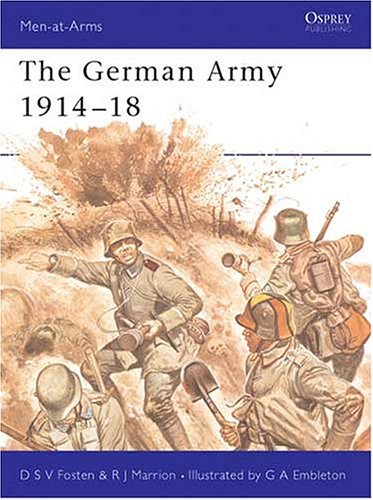 Men-at-Arms
OSPREY
PUBLISHING
The German Army
1914–18
D S V Fosten & R J Marrion • Illustrated by G A Embleton